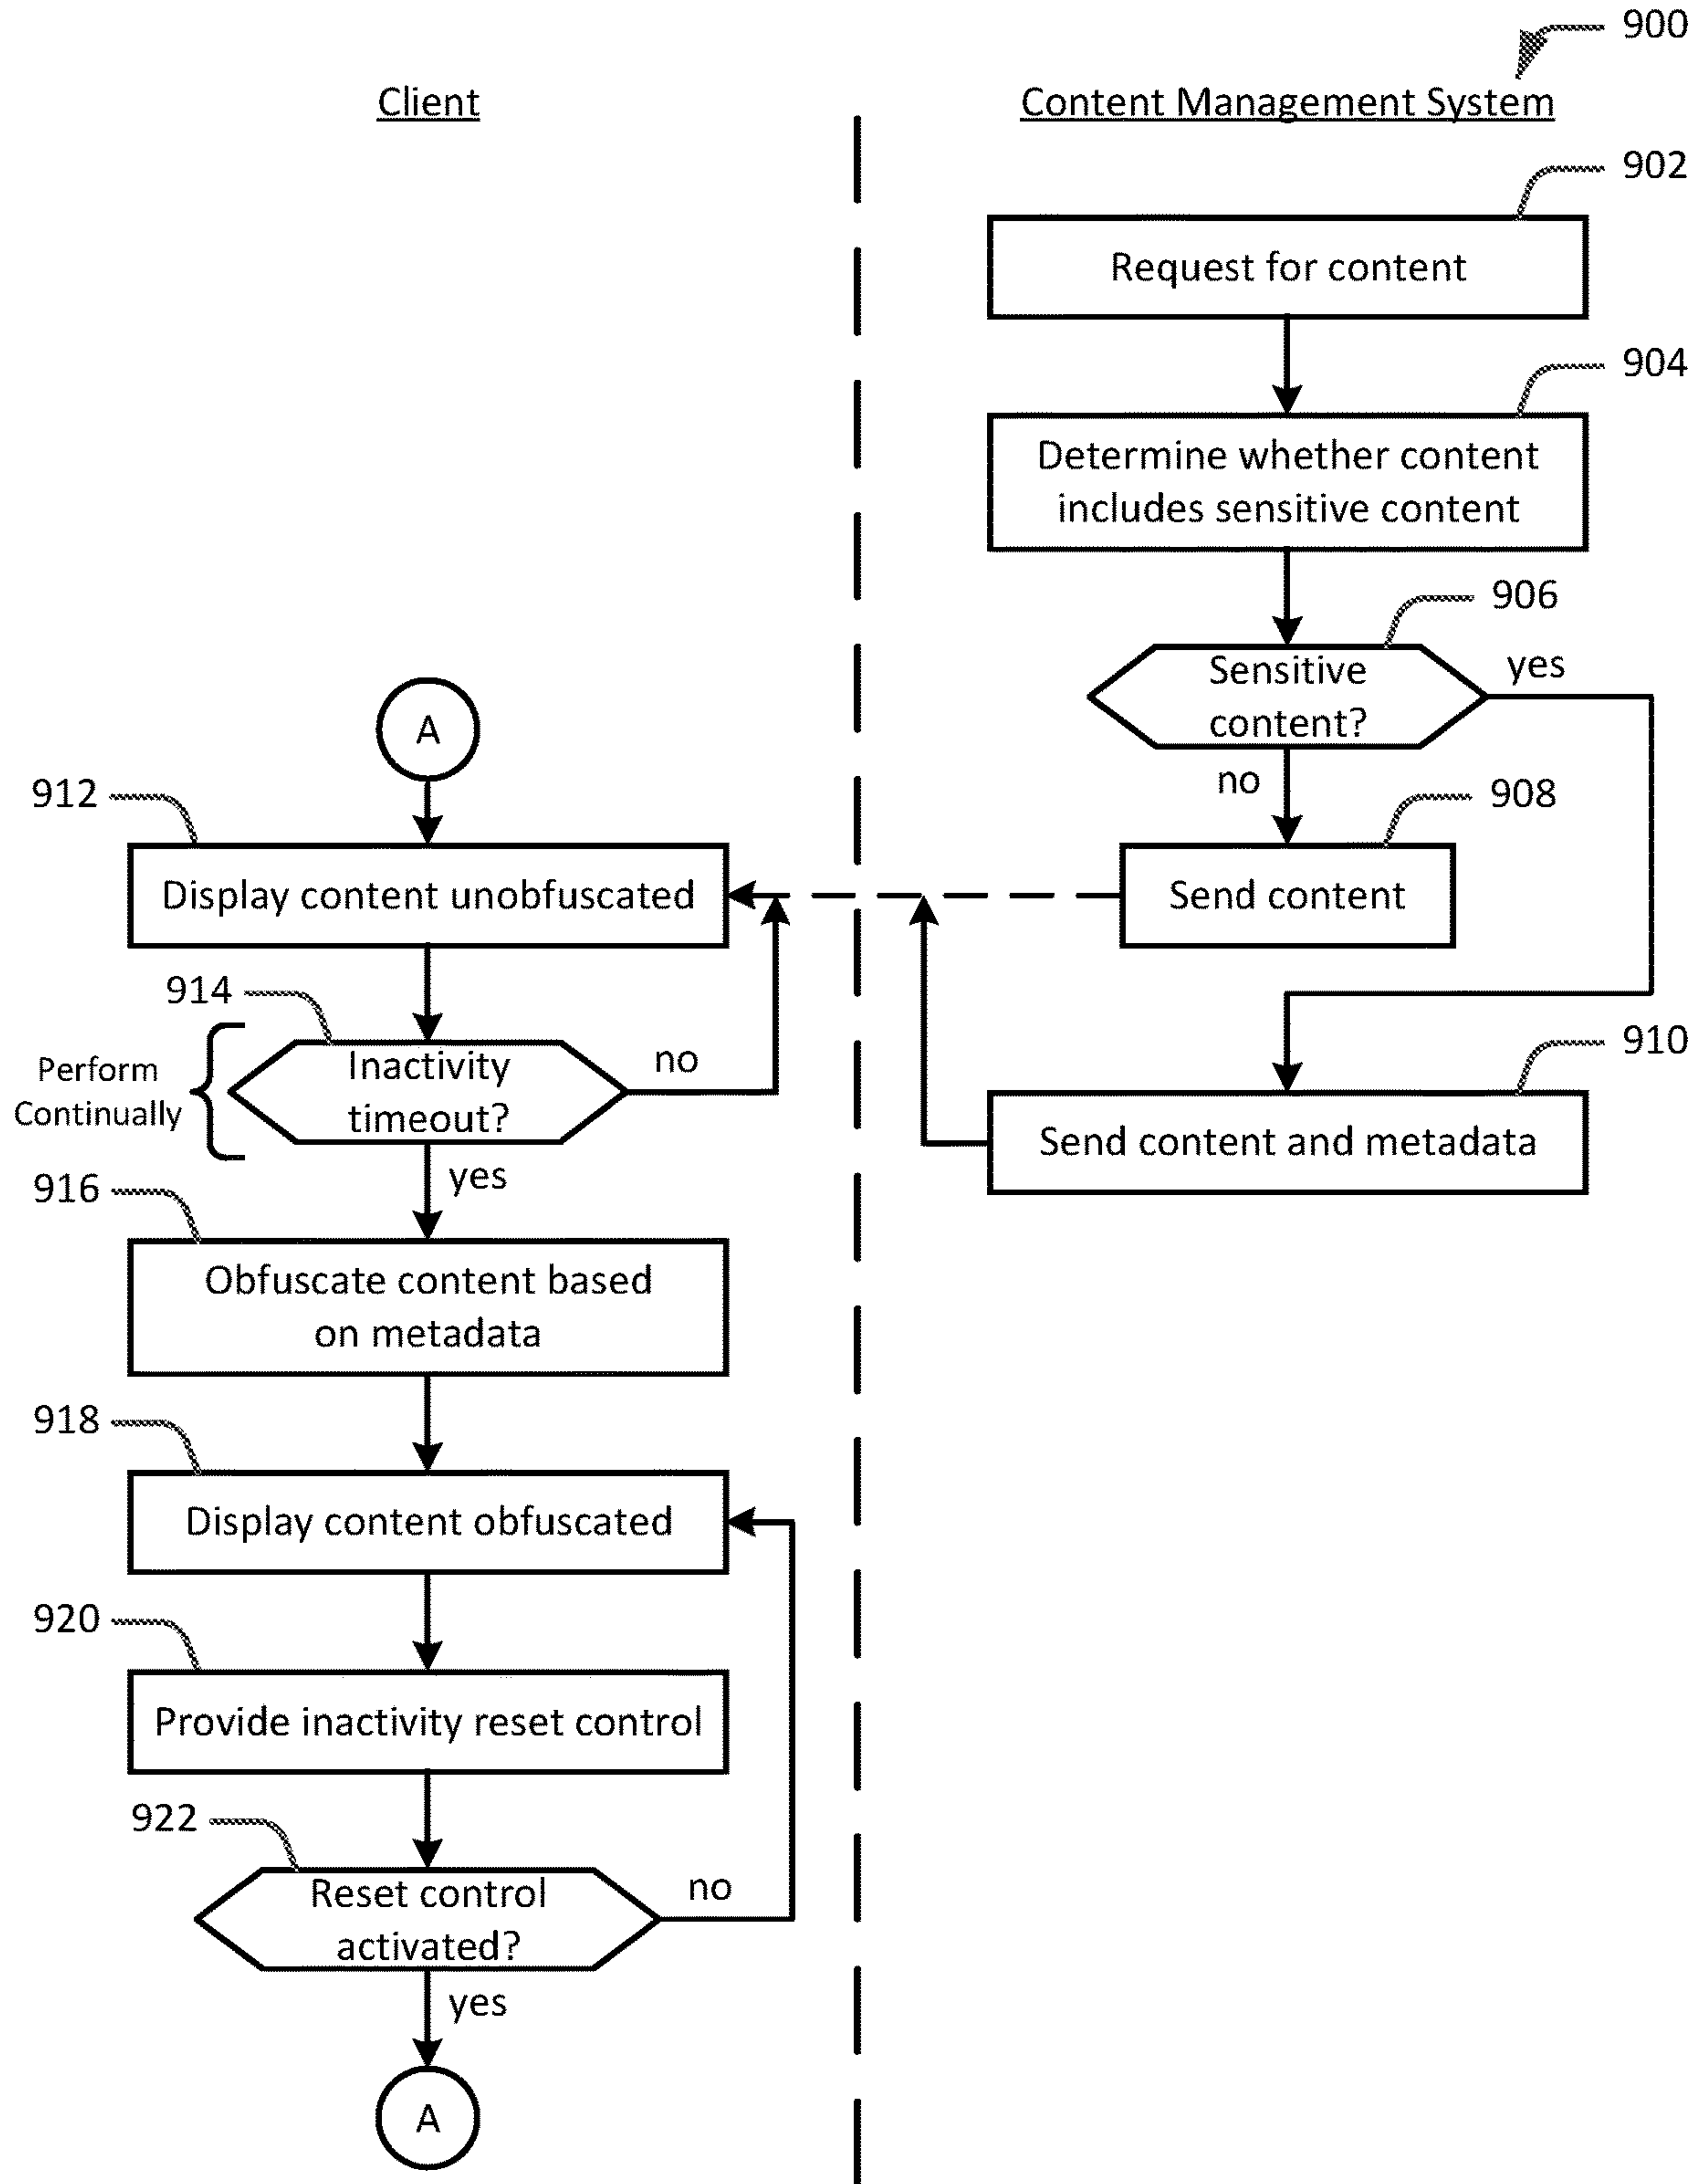 900
Client
Content Management System
902
Request for content
904
Determine whether content
includes sensitive content
906
Sensitive
content?
yes
no
A
912
908
Display content unobfuscated
Send content
914
Inactivity
timeout?
no
Perform
Continually
yes
910
Send content and metadata
916
Obfuscate content based
on metadata
918
Display content obfuscated
920
Provide inactivity reset control
922
Reset control
activated?
no
yes
A